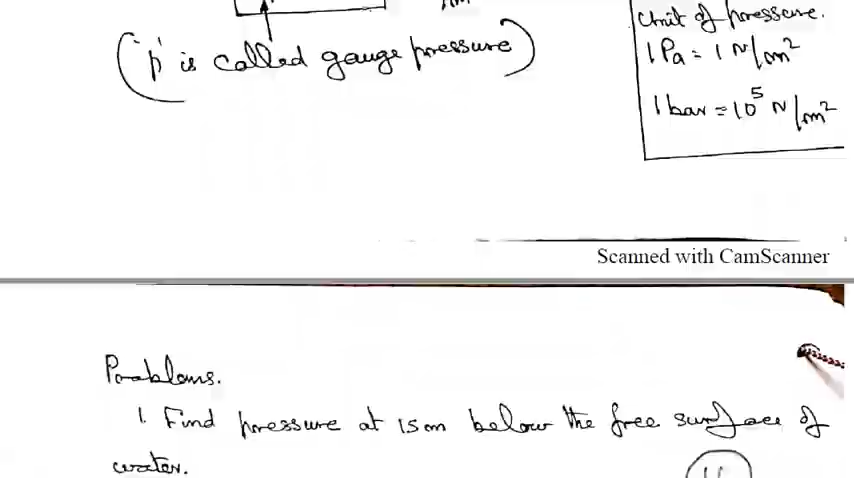 Unit of pressure.
('p' is called gauge pressure)
1 Pa = 1 N/m²
1 bar = 10⁵ N/m²
Scanned with CamScanner
Problems.
1. Find pressure at 15m below the free surface of
water.